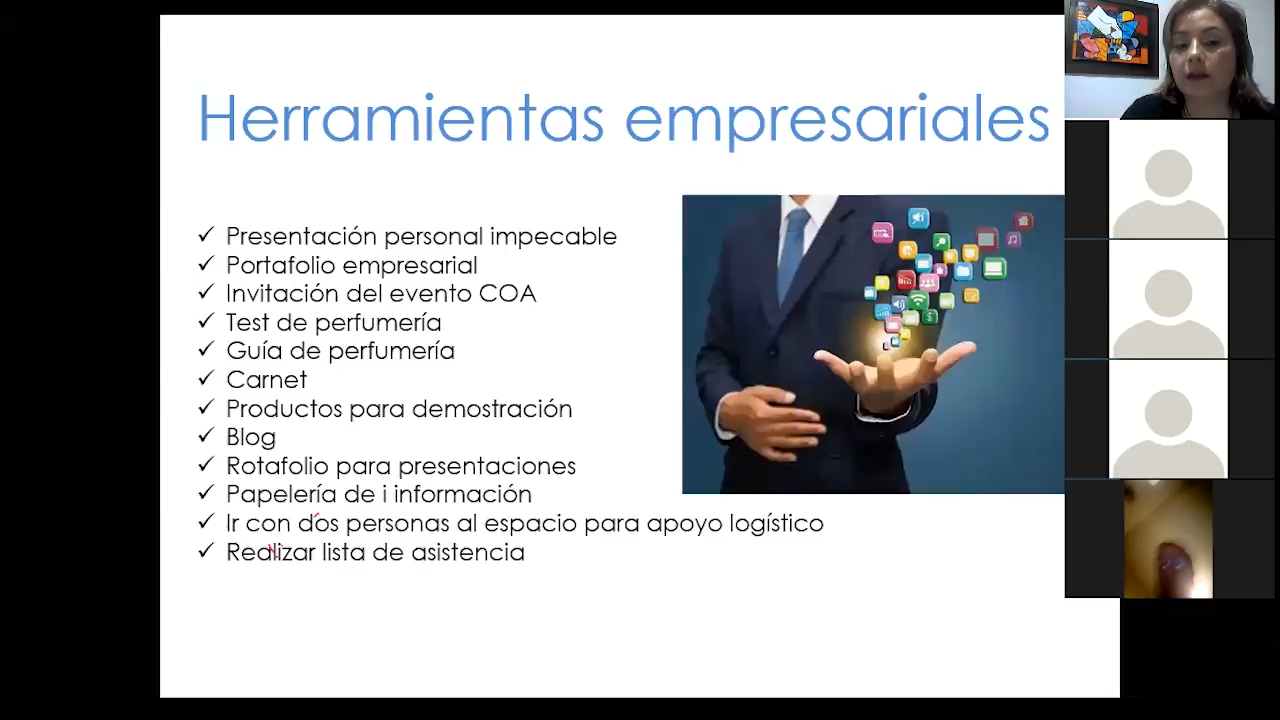 Herramientas empresariales
✓ Presentación personal impecable
✓ Portafolio empresarial
✓ Invitación del evento COA
✓ Test de perfumería
✓ Guía de perfumería
✓ Carnet
✓ Productos para demostración
✓ Blog
✓ Rotafolio para presentaciones
✓ Papelería de i información
✓ Ir con dos personas al espacio para apoyo logístico
✓ Realizar lista de asistencia